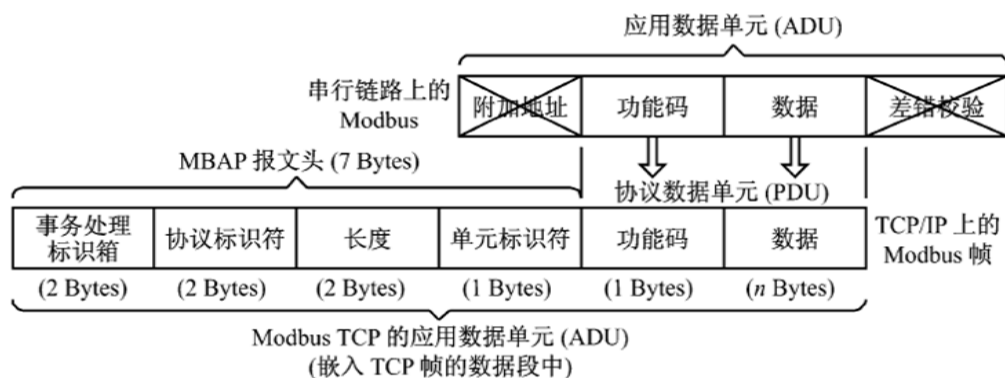 应用数据单元 (ADU)
串行链路上的
Modbus
附加地址
功能码
数据
差错校验
MBAP 报文头 (7 Bytes)
协议数据单元 (PDU)
事务处理
标识箱
协议标识符
长度
单元标识符
功能码
数据
TCP/IP 上的
Modbus 帧
(2 Bytes)
(2 Bytes)
(2 Bytes)
(1 Bytes)
(1 Bytes)
(n Bytes)
Modbus TCP 的应用数据单元 (ADU)
(嵌入 TCP 帧的数据段中)